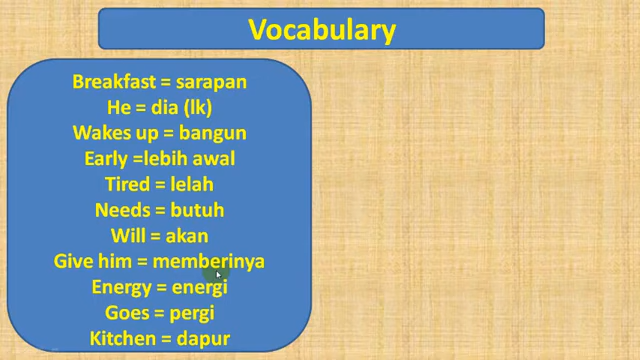 Vocabulary
Breakfast = sarapan
He = dia (lk)
Wakes up = bangun
Early =lebih awal
Tired = lelah
Needs = butuh
Will = akan
Give him = memberinya
Energy = energi
Goes = pergi
Kitchen = dapur